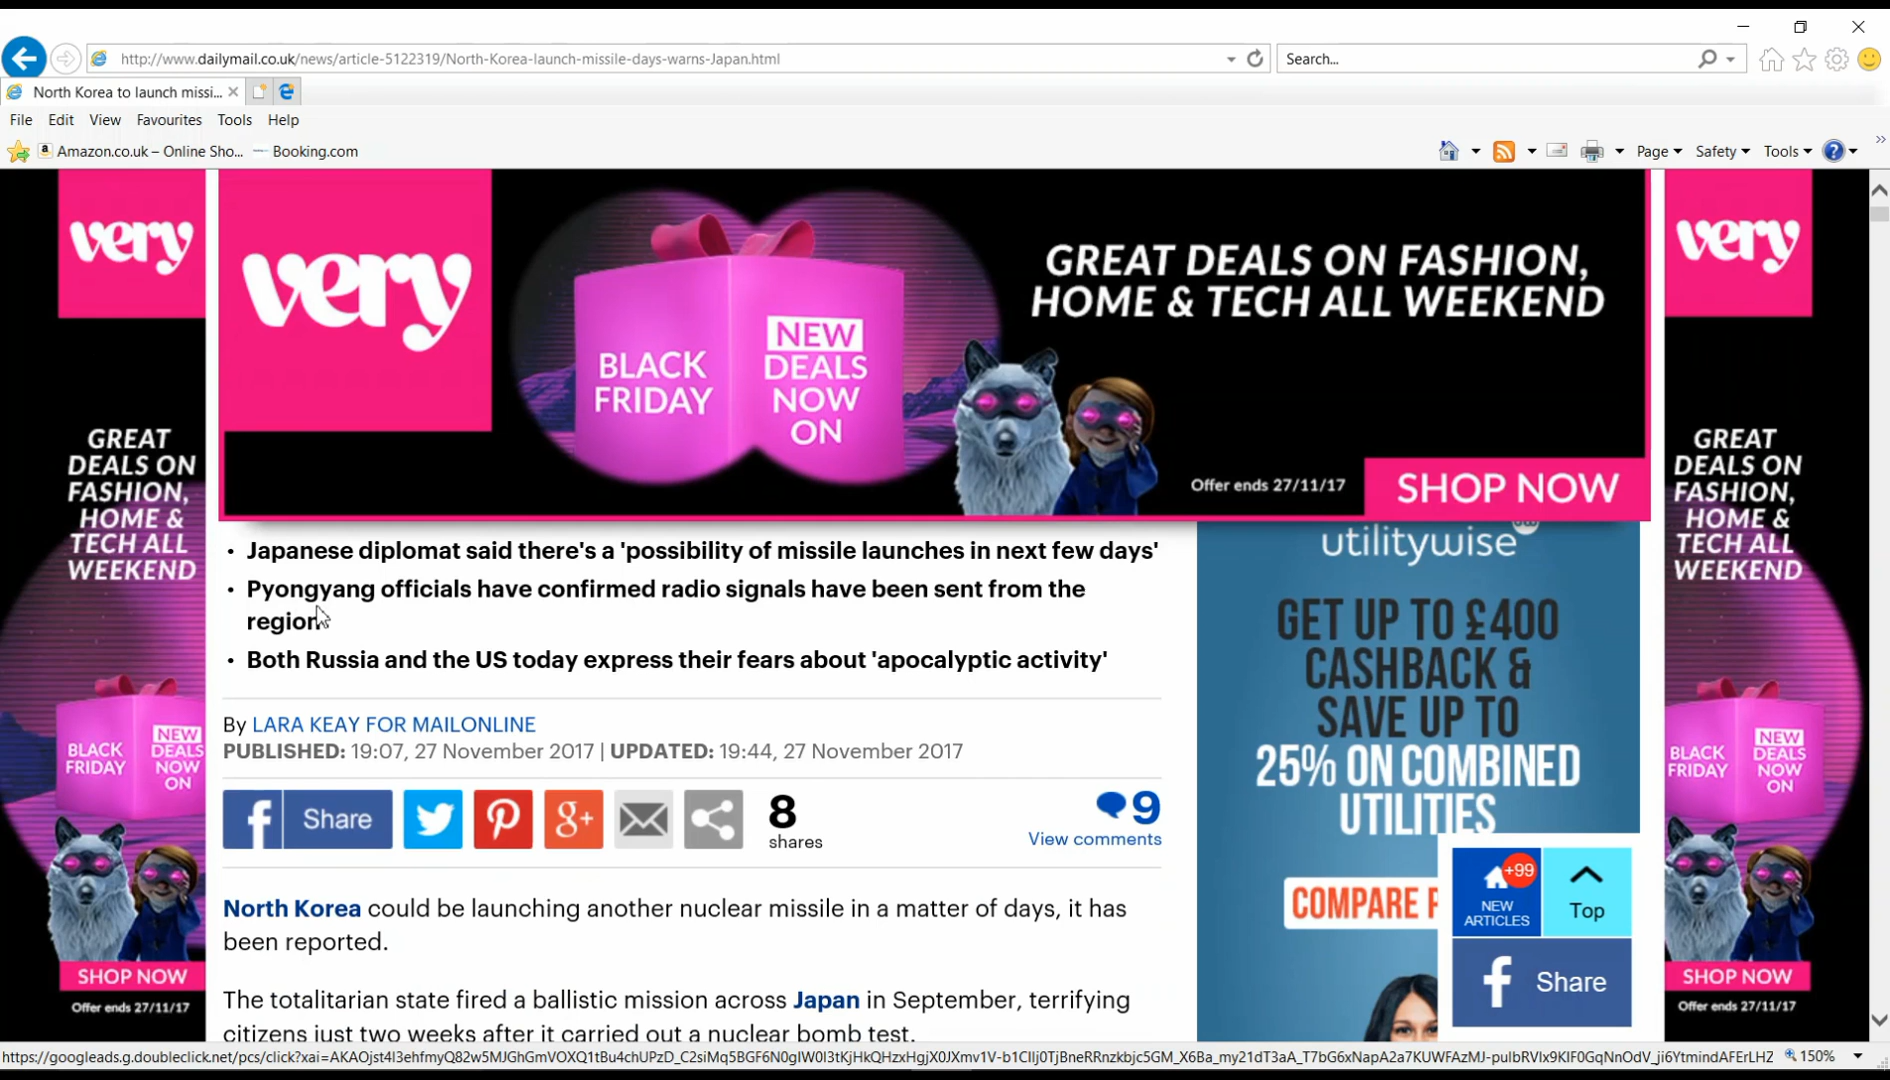 http://www.dailymail.co.uk/news/article-5122319/North-Korea-launch-missile-days-warns-Japan.html
Search...
North Korea to launch missi...
File Edit View Favourites Tools Help
Amazon.co.uk – Online Sho... Booking.com
Page Safety Tools
very
GREAT
DEALS ON
FASHION,
HOME &
TECH ALL
WEEKEND
BLACK
FRIDAY
NEW
DEALS
NOW
ON
SHOP NOW
Offer ends 27/11/17
very
BLACK
FRIDAY
NEW
DEALS
NOW
ON
GREAT DEALS ON FASHION,
HOME & TECH ALL WEEKEND
Offer ends 27/11/17
SHOP NOW
very
GREAT
DEALS ON
FASHION,
HOME &
TECH ALL
WEEKEND
BLACK
FRIDAY
NEW
DEALS
NOW
ON
SHOP NOW
Offer ends 27/11/17
• Japanese diplomat said there's a 'possibility of missile launches in next few days'
• Pyongyang officials have confirmed radio signals have been sent from the
region
• Both Russia and the US today express their fears about 'apocalyptic activity'
By LARA KEAY FOR MAILONLINE
PUBLISHED: 19:07, 27 November 2017 | UPDATED: 19:44, 27 November 2017
f Share
g+
8
shares
9
View comments
North Korea could be launching another nuclear missile in a matter of days, it has
been reported.
The totalitarian state fired a ballistic mission across Japan in September, terrifying
citizens just two weeks after it carried out a nuclear bomb test.
utilitywise
GET UP TO £400
CASHBACK &
SAVE UP TO
25% ON COMBINED
UTILITIES
COMPARE
+99
NEW
ARTICLES
Top
f Share
150%